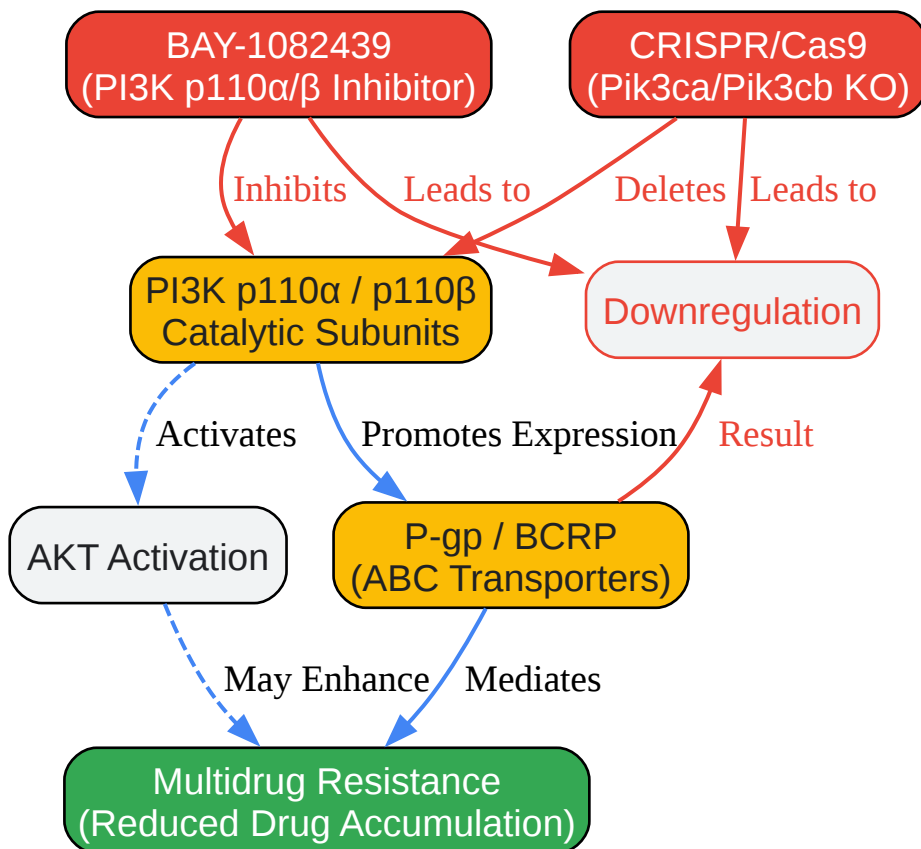 BAY-1082439
(PI3K p110α/β Inhibitor)
CRISPR/Cas9
(Pik3ca/Pik3cb KO)
Inhibits
Leads to
Deletes
Leads to
PI3K p110α / p110β
Catalytic Subunits
Downregulation
Activates
Promotes Expression
Result
AKT Activation
P-gp / BCRP
(ABC Transporters)
May Enhance
Mediates
Multidrug Resistance
(Reduced Drug Accumulation)